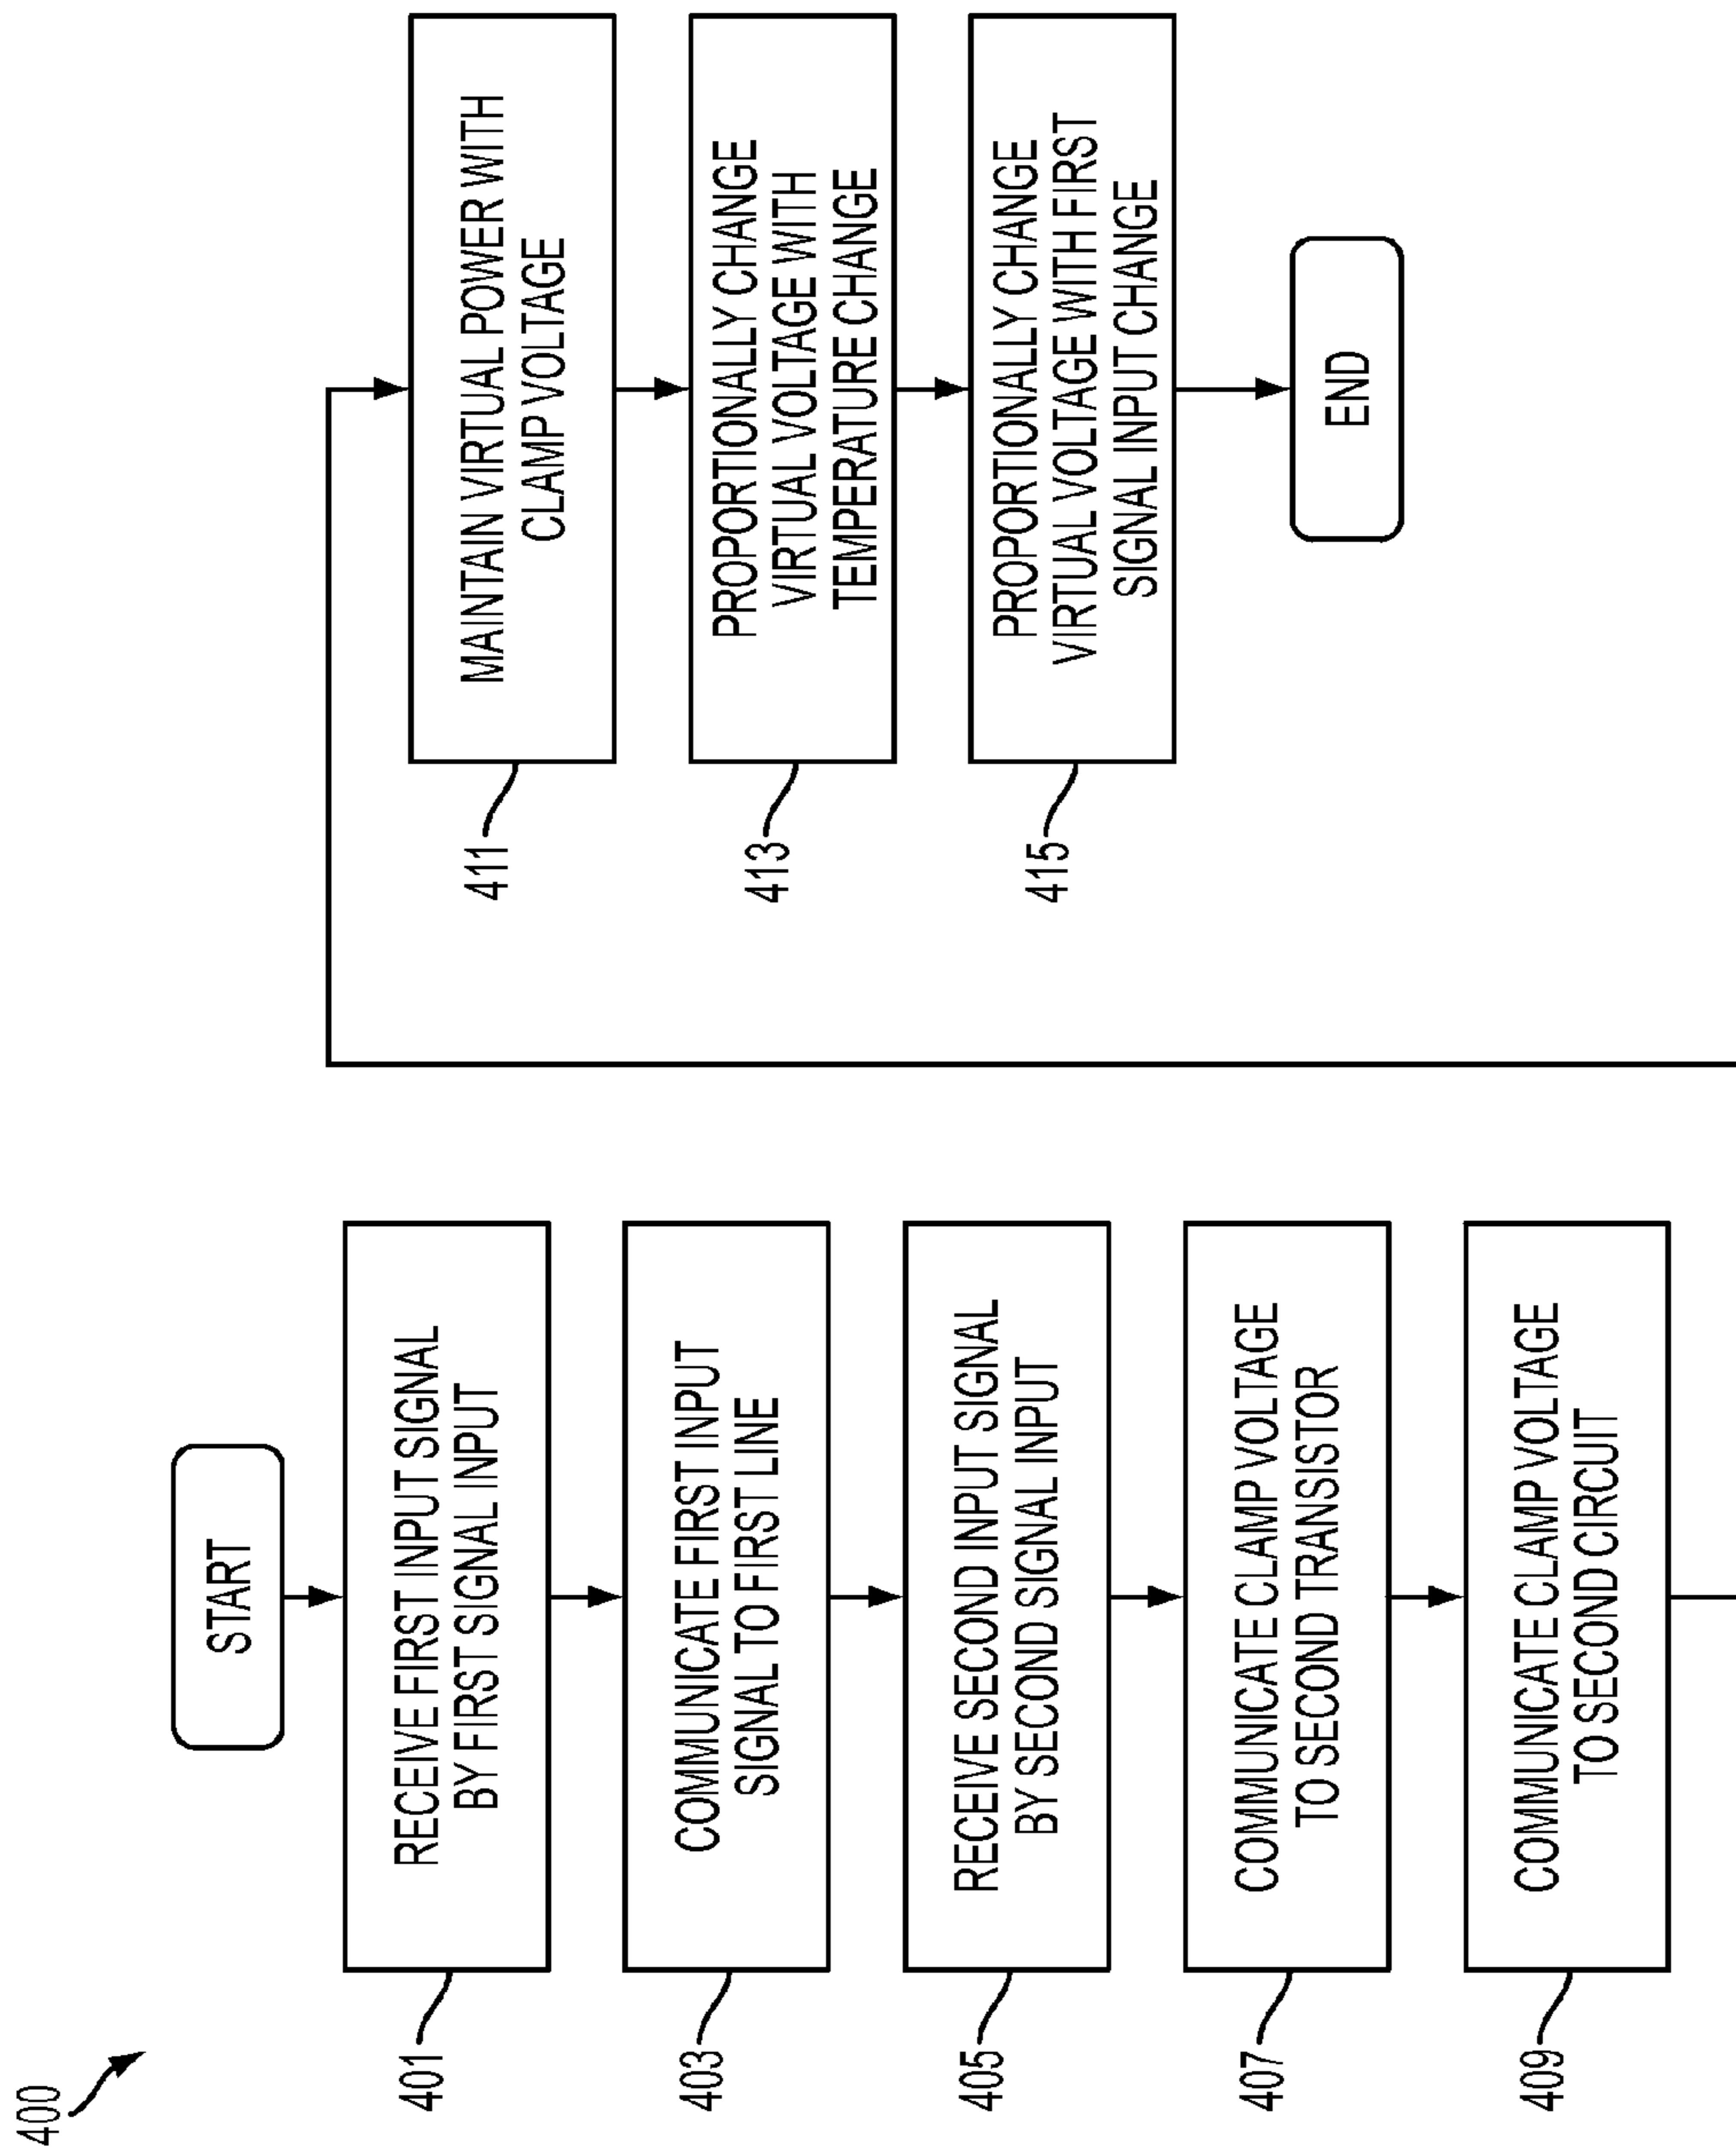 400
START
401
RECEIVE FIRST INPUT SIGNAL
BY FIRST SIGNAL INPUT
403
COMMUNICATE FIRST INPUT
SIGNAL TO FIRST LINE
405
RECEIVE SECOND INPUT SIGNAL
BY SECOND SIGNAL INPUT
407
COMMUNICATE CLAMP VOLTAGE
TO SECOND TRANSISTOR
409
COMMUNICATE CLAMP VOLTAGE
TO SECOND CIRCUIT
411
MAINTAIN VIRTUAL POWER WITH
CLAMP VOLTAGE
413
PROPORTIONALLY CHANGE
VIRTUAL VOLTAGE WITH
TEMPERATURE CHANGE
415
PROPORTIONALLY CHANGE
VIRTUAL VOLTAGE WITH FIRST
SIGNAL INPUT CHANGE
END